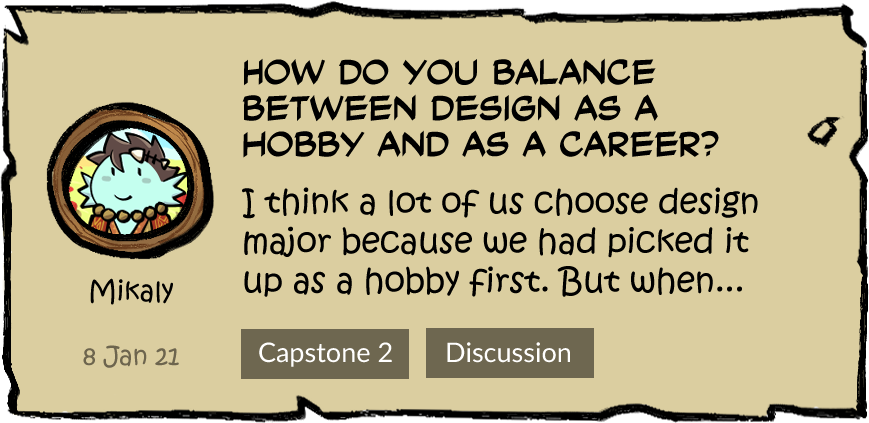 HOW DO YOU BALANCE
BETWEEN DESIGN AS A
HOBBY AND AS A CAREER?
I think a lot of us choose design
major because we had picked it
up as a hobby first. But when...
Mikaly
8 Jan 21
Capstone 2
Discussion